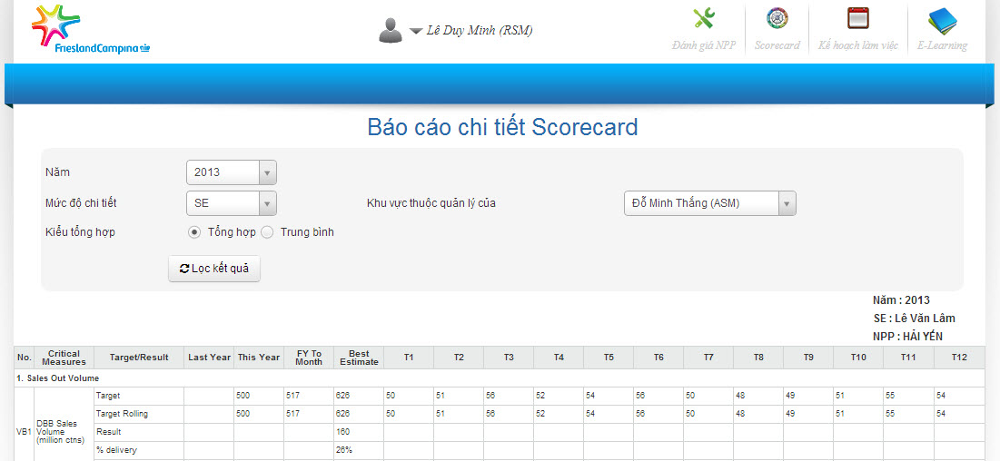 FrieslandCampina
Lê Duy Minh (RSM)
Đánh giá NPP
Scorecard
Kế hoạch làm việc
E-Learning
Báo cáo chi tiết Scorecard
Năm 2013
Mức độ chi tiết SE Khu vực thuộc quản lý của Đỗ Minh Thắng (ASM)
Kiểu tổng hợp Tổng hợp Trung bình
Lọc kết quả
Năm : 2013
SE : Lê Văn Lâm
NPP : HẢI YẾN
No. Critical Measures Target/Result Last Year This Year FY To Month Best Estimate T1 T2 T3 T4 T5 T6 T7 T8 T9 T10 T11 T12
1. Sales Out Volume
VB1 DBB Sales Volume (million ctns)
Target 500 517 626 50 51 56 52 54 56 50 48 49 51 55 54
Target Rolling 500 517 626 50 51 56 52 54 56 50 48 49 51 55 54
Result 160
% delivery 26%